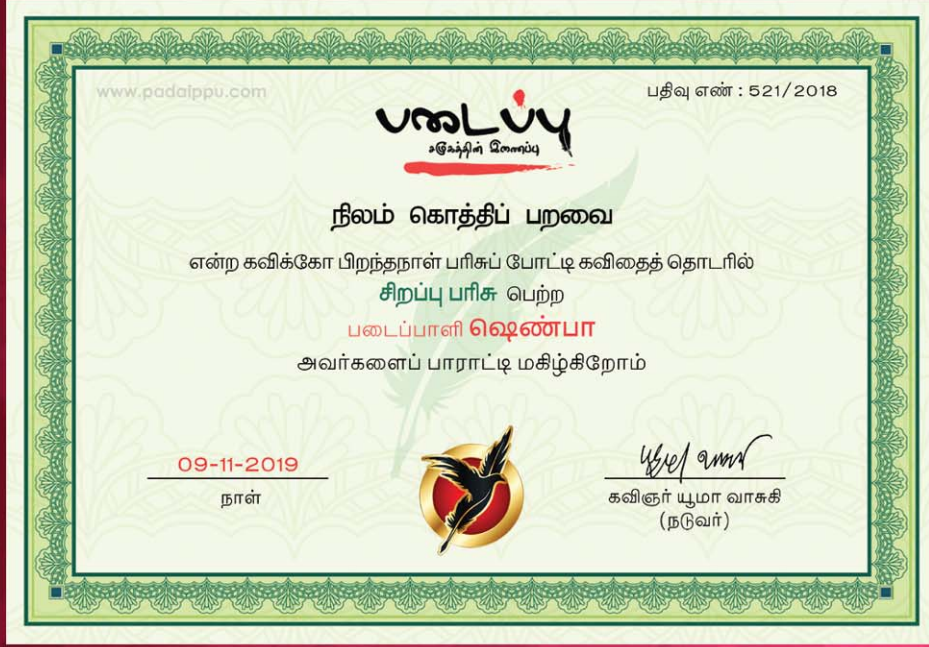 www.padaippu.com
பதிவு எண் : 521/2018
படைப்பு
சமூகத்தின் இணைப்பு
நிலம் கொத்திப் பறவை
என்ற கவிக்கோ பிறந்தநாள் பரிசுப் போட்டி கவிதைத் தொடரில்
சிறப்பு பரிசு பெற்ற
படைப்பாளி ஷெண்பா
அவர்களைப் பாராட்டி மகிழ்கிறோம்
09-11-2019
நாள்
கவிஞர் யூமா வாசுகி
(நடுவர்)